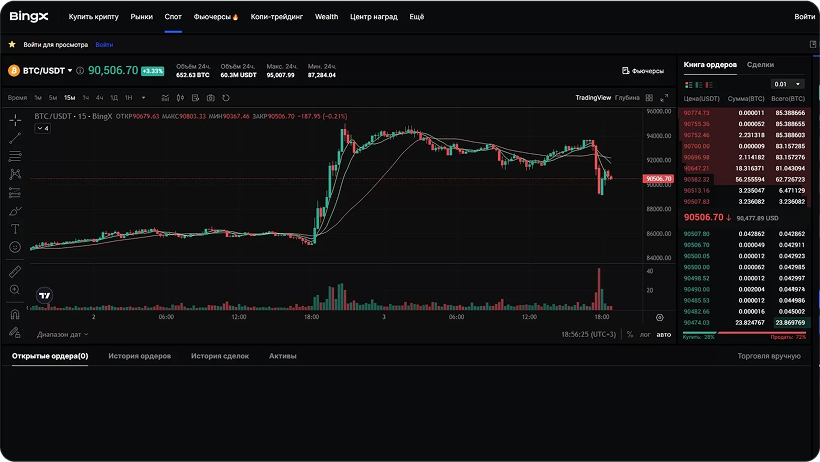 BingX Купить крипту Рынки Спот Фьючерсы Копи-трейдинг Wealth Центр наград Ещё Войти
Войти для просмотра Войти
BTC/USDT 90,506.70 +3.33% Объём 24ч. 652.63 BTC Объём 24ч. 60.3M USDT Макс. 24ч. 95,007.99 Мин. 24ч. 87,284.04 Фьючерсы
Время 1м 5м 15м 1ч 4ч 1Д 1Н TradingView Глубина
BTC/USDT · 15 · BingX ОТКР90679.63 МАКС90803.33 МИН90367.46 ЗАКР90506.70 −187.95 (−0.21%)
4
96000.00
94000.00
92000.00
90506.70
90000.00
88000.00
86000.00
84000.00
40
20
2 06:00 12:00 18:00 3 06:00 12:00 18:00
Диапазон дат 18:56:25 (UTC+3) % лог авто
Книга ордеров Сделки
0.01
Цена(USDT) Сумма(BTC) Всего(BTC)
90774.73 0.000011 85.388666
90755.36 0.000052 85.388655
90752.46 2.231318 85.388603
90700.00 0.000009 83.157285
90696.98 2.114182 83.157276
90647.21 18.316371 81.043094
90582.32 56.255594 62.726723
90513.16 3.235047 6.471129
90507.83 3.236082 3.236082
90506.70 90,477.89 USD
90507.80 0.042862 0.042862
90506.70 0.000049 0.042911
90500.05 0.000012 0.042923
90500.00 0.000062 0.042985
90498.52 0.000012 0.042997
90490.00 0.002004 0.044974
90485.53 0.000012 0.044986
90482.66 0.000016 0.045002
90474.03 23.824767 23.869769
Купить: 28% Продать: 72%
Открытые ордера(0) История ордеров История сделок Активы Торговля вручную